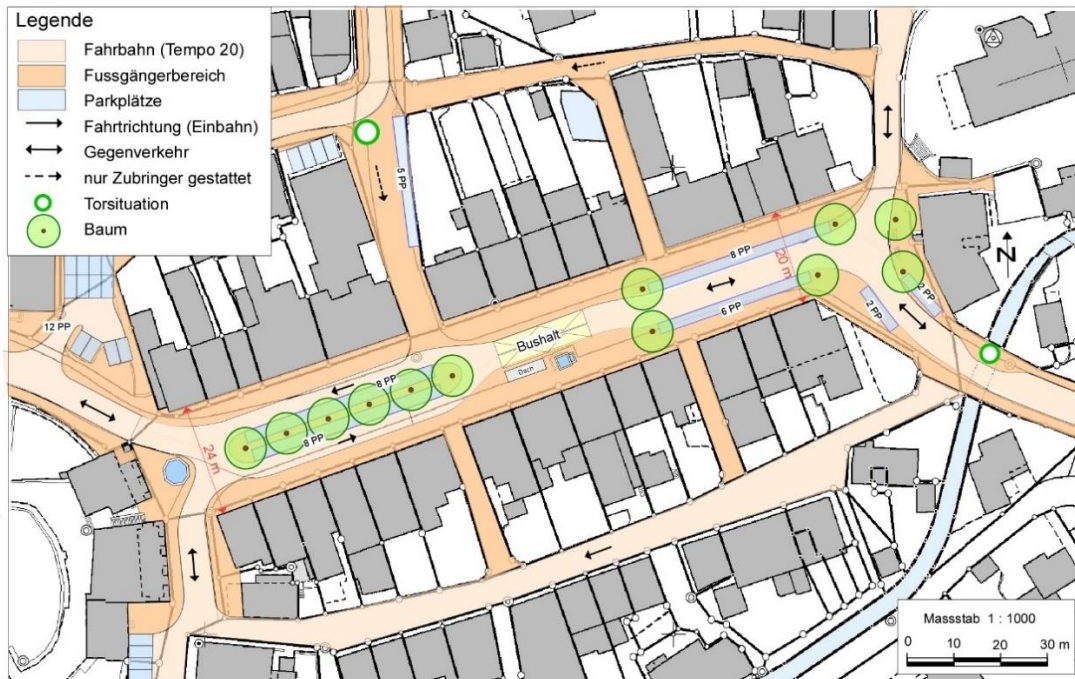 Legende
Fahrbahn (Tempo 20)
Fussgängerbereich
Parkplätze
Fahrtrichtung (Einbahn)
Gegenverkehr
nur Zubringer gestattet
Torsituation
Baum
5 PP
8 PP
20 m
6 PP
2 PP
2 PP
N
12 PP
Bushalt
Dach
8 PP
8 PP
24 m
Massstab 1 : 1000
0 10 20 30 m